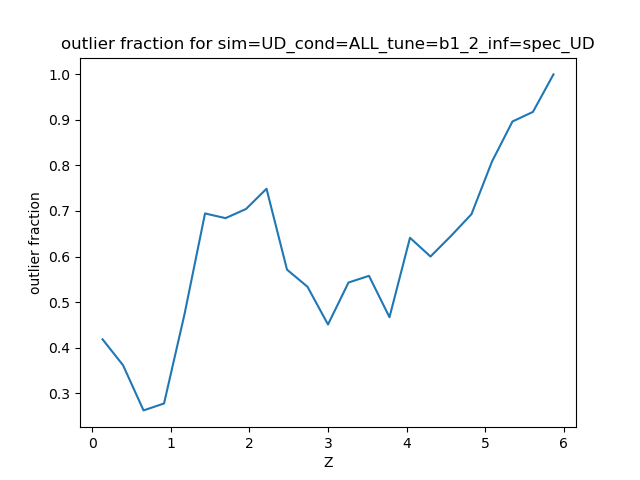 outlier fraction for sim=UD_cond=ALL_tune=b1_2_inf=spec_UD
1.0
0.9
0.8
0.7
0.6
0.5
0.4
0.3
outlier fraction
0 1 2 3 4 5 6
Z